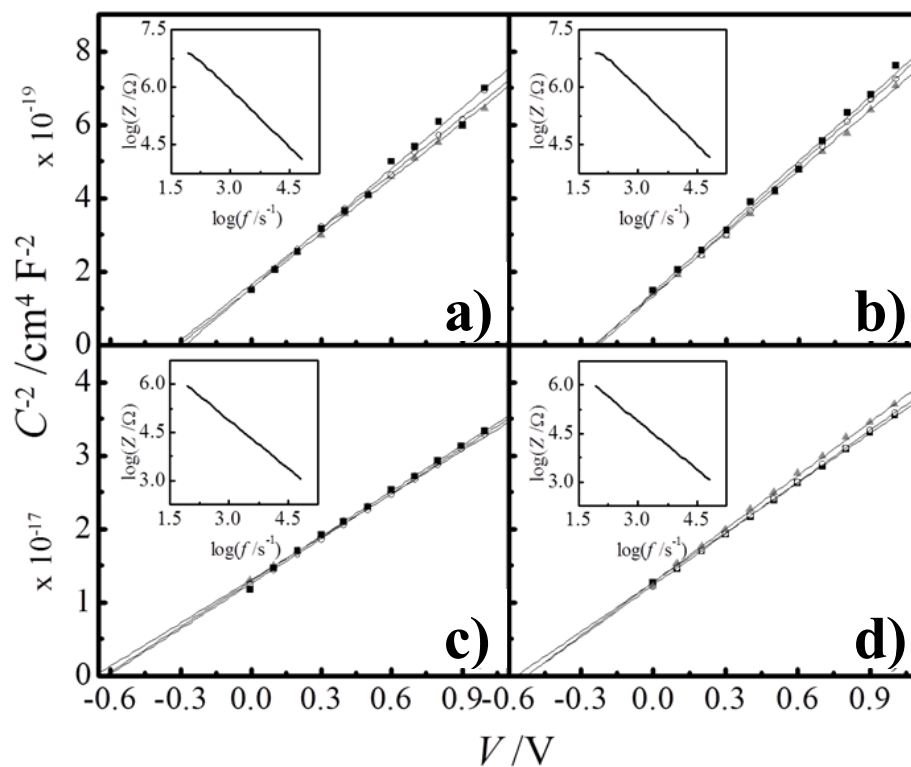 7.5
6.0
4.5
1.5 3.0 4.5
log(Z /Ω)
log(f /s⁻¹)
a)
7.5
6.0
4.5
1.5 3.0 4.5
log(Z /Ω)
log(f /s⁻¹)
b)
8
6
4
2
0
x 10⁻¹⁹
C⁻² /cm⁴ F⁻²
6.0
4.5
3.0
1.5 3.0 4.5
log(Z /Ω)
log(f /s⁻¹)
c)
6.0
4.5
3.0
1.5 3.0 4.5
log(Z /Ω)
log(f /s⁻¹)
d)
4
3
2
1
0
x 10⁻¹⁷
-0.6 -0.3 0.0 0.3 0.6 0.9 -0.6 -0.3 0.0 0.3 0.6 0.9
V /V